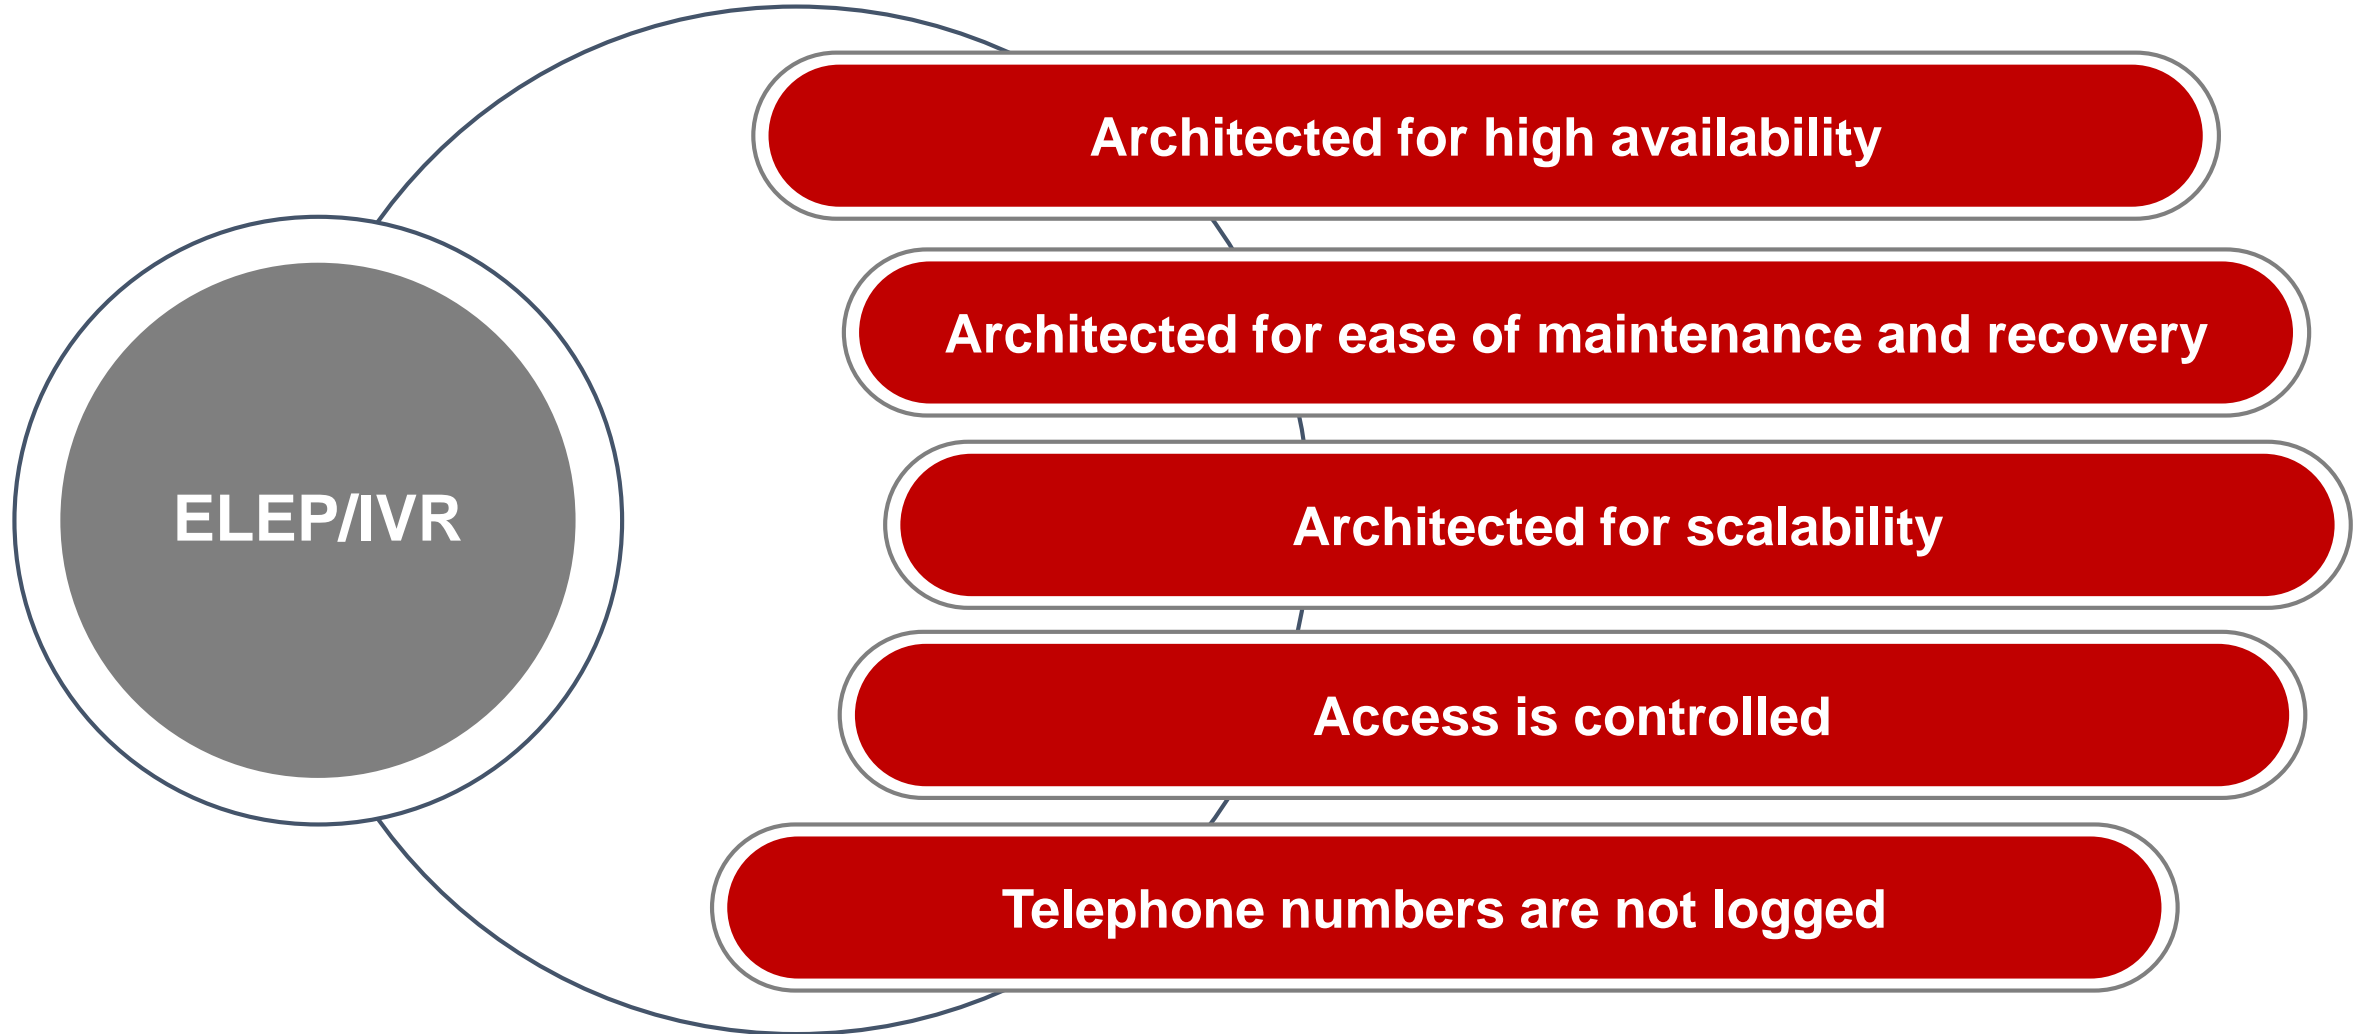 ELEP/IVR
Architected for high availability
Architected for ease of maintenance and recovery
Architected for scalability
Access is controlled
Telephone numbers are not logged